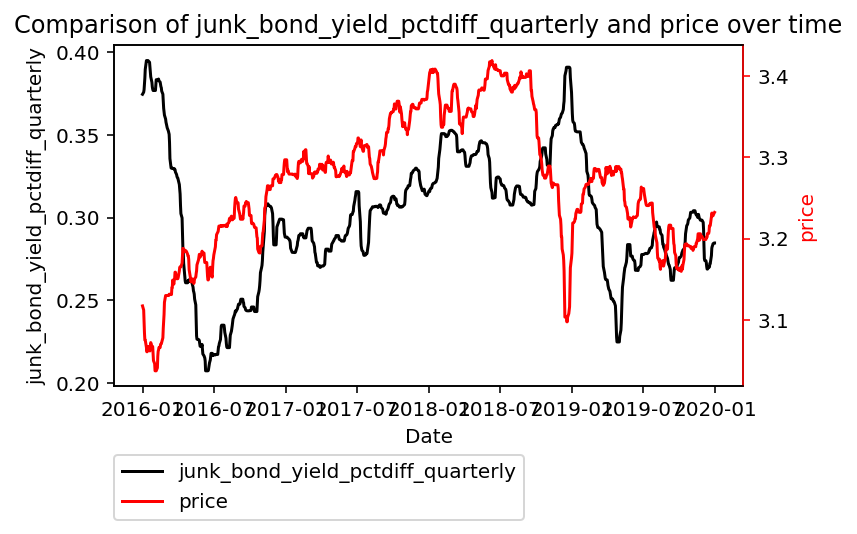 Comparison of junk_bond_yield_pctdiff_quarterly and price over time
junk_bond_yield_pctdiff_quarterly
0.40
0.35
0.30
0.25
0.20
3.4
3.3
3.2
3.1
price
2016-01 2016-07 2017-01 2017-07 2018-01 2018-07 2019-01 2019-07 2020-01
Date
junk_bond_yield_pctdiff_quarterly
price